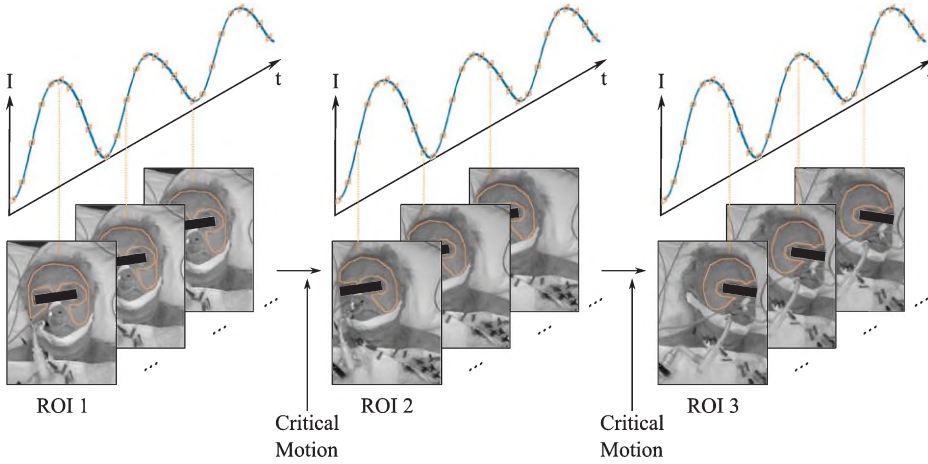 I
t
I
t
I
t
...
...
...
...
...
...
ROI 1
ROI 2
ROI 3
Critical
Motion
Critical
Motion